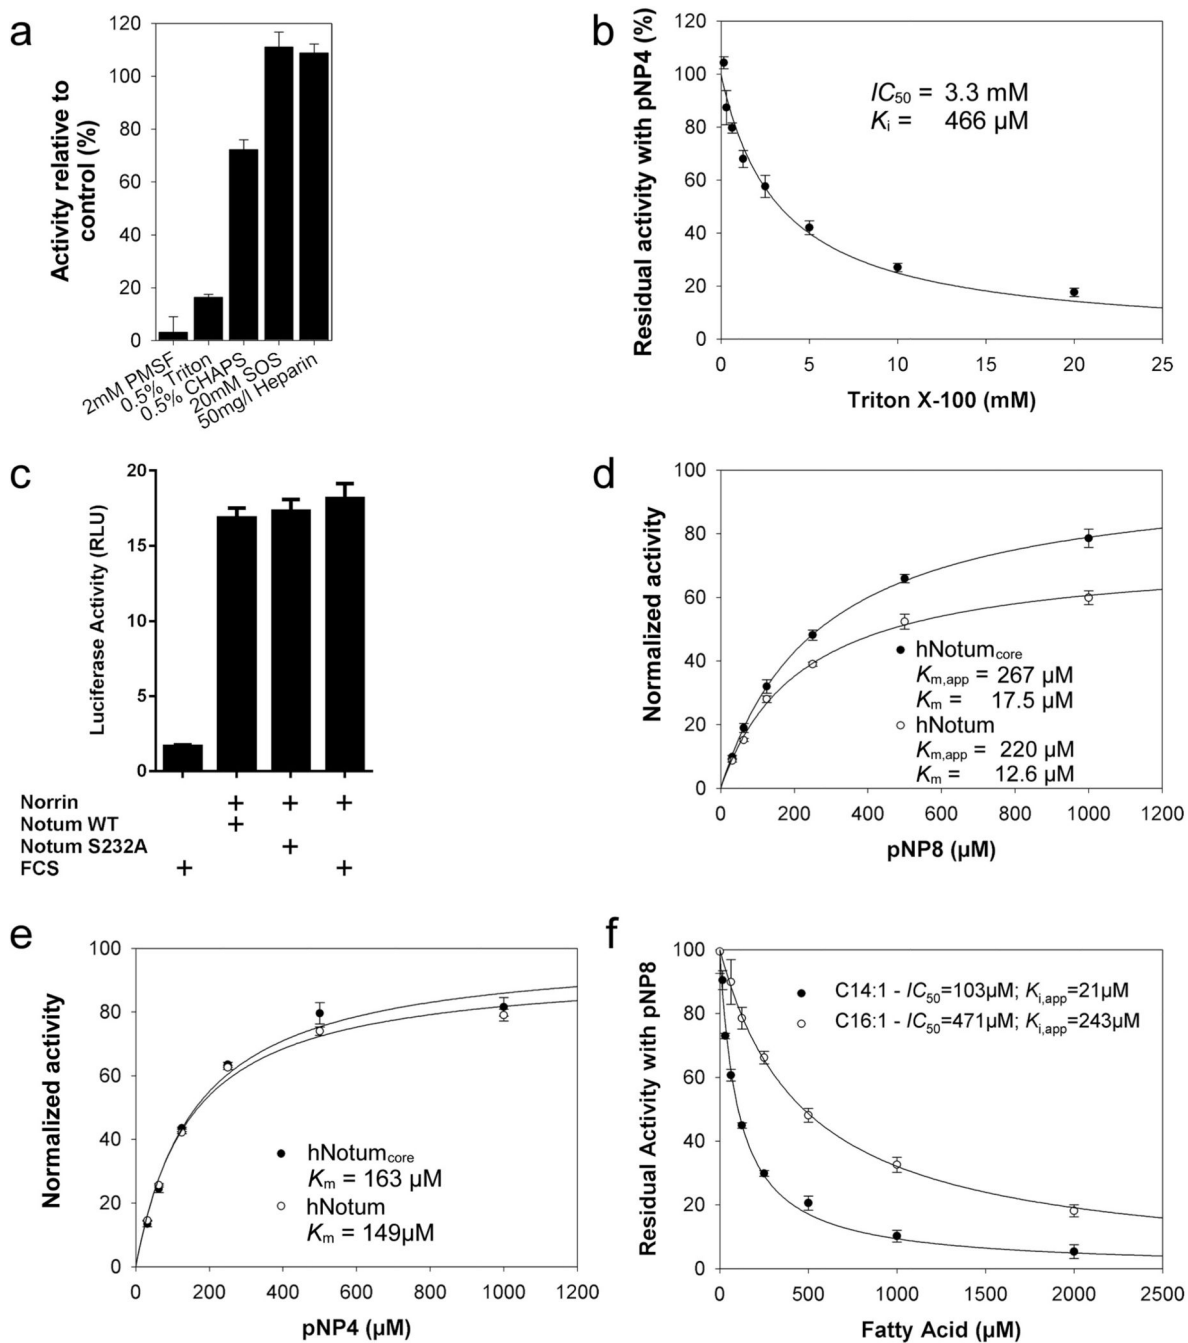 a
Activity relative to
control (%)
120
100
80
60
40
20
0
2mM PMSF
0.5% Triton
0.5% CHAPS
20mM SOS
50mg/l Heparin
b
Residual activity with pNP4 (%)
120
100
80
60
40
20
0
IC50 = 3.3 mM
Ki = 466 µM
0 5 10 15 20 25
Triton X-100 (mM)
c
Luciferase Activity (RLU)
20
15
10
5
0
Norrin + + +
Notum WT +
Notum S232A +
FCS + +
d
Normalized activity
100
80
60
40
20
0
hNotumcore
Km,app = 267 µM
Km = 17.5 µM
hNotum
Km,app = 220 µM
Km = 12.6 µM
0 200 400 600 800 1000 1200
pNP8 (µM)
e
Normalized activity
100
80
60
40
20
0
hNotumcore
Km = 163 µM
hNotum
Km = 149µM
0 200 400 600 800 1000 1200
pNP4 (µM)
f
Residual Activity with pNP8
100
80
60
40
20
0
C14:1 - IC50=103µM; Ki,app=21µM
C16:1 - IC50=471µM; Ki,app=243µM
0 500 1000 1500 2000 2500
Fatty Acid (µM)